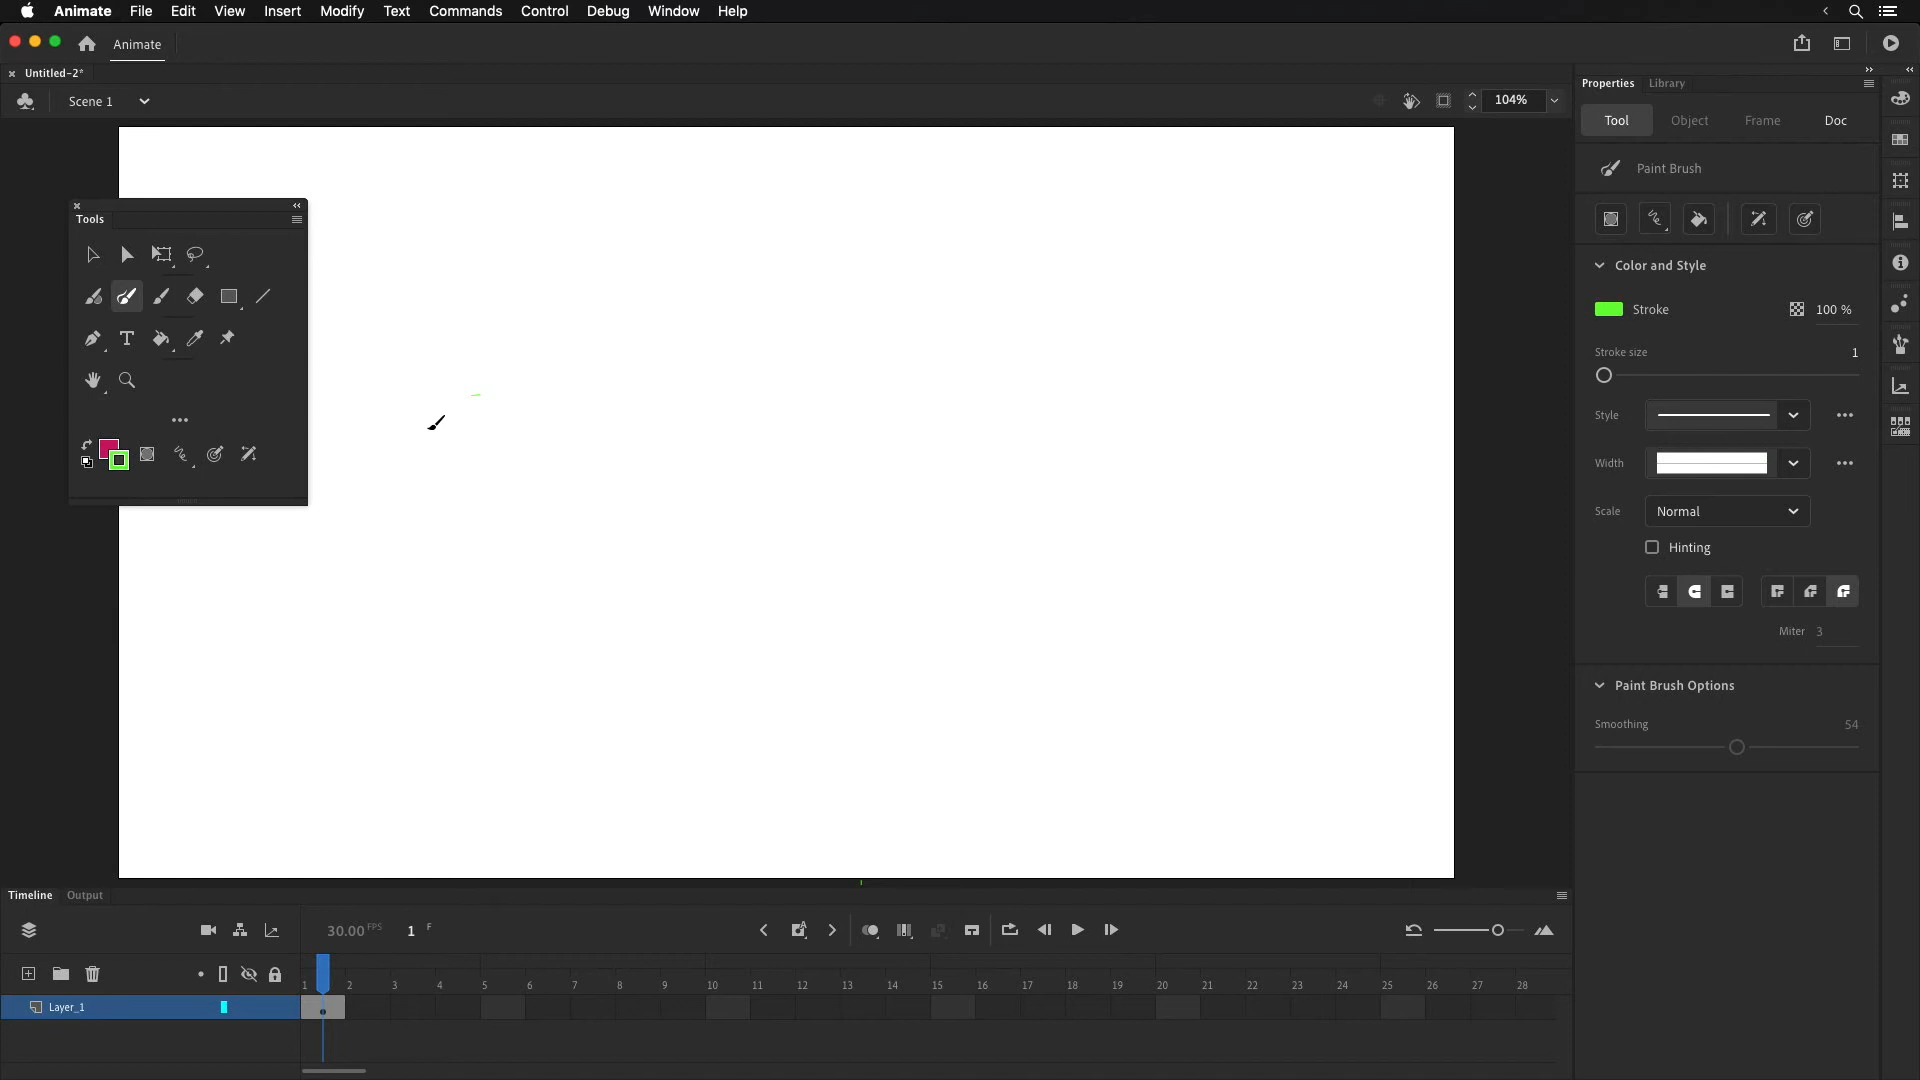 Animate File Edit View Insert Modify Text Commands Control Debug Window Help
Animate
Untitled-2*
Scene 1
104%
Properties Library
Tool Object Frame Doc
Paint Brush
Tools
Color and Style
Stroke 100 %
Stroke size 1
Style
Width
Scale Normal
Hinting
Miter 3
Paint Brush Options
Smoothing 54
Timeline Output
30.00 FPS 1 F
1 2 3 4 5 6 7 8 9 10 11 12 13 14 15 16 17 18 19 20 21 22 23 24 25 26 27 28
Layer_1